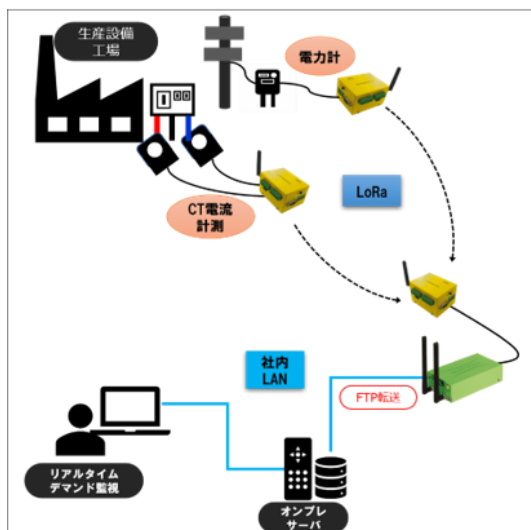 生産設備
工場
電力計
LoRa
CT電流
計測
社内
LAN
FTP転送
リアルタイム
デマンド監視
オンプレ
サーバ